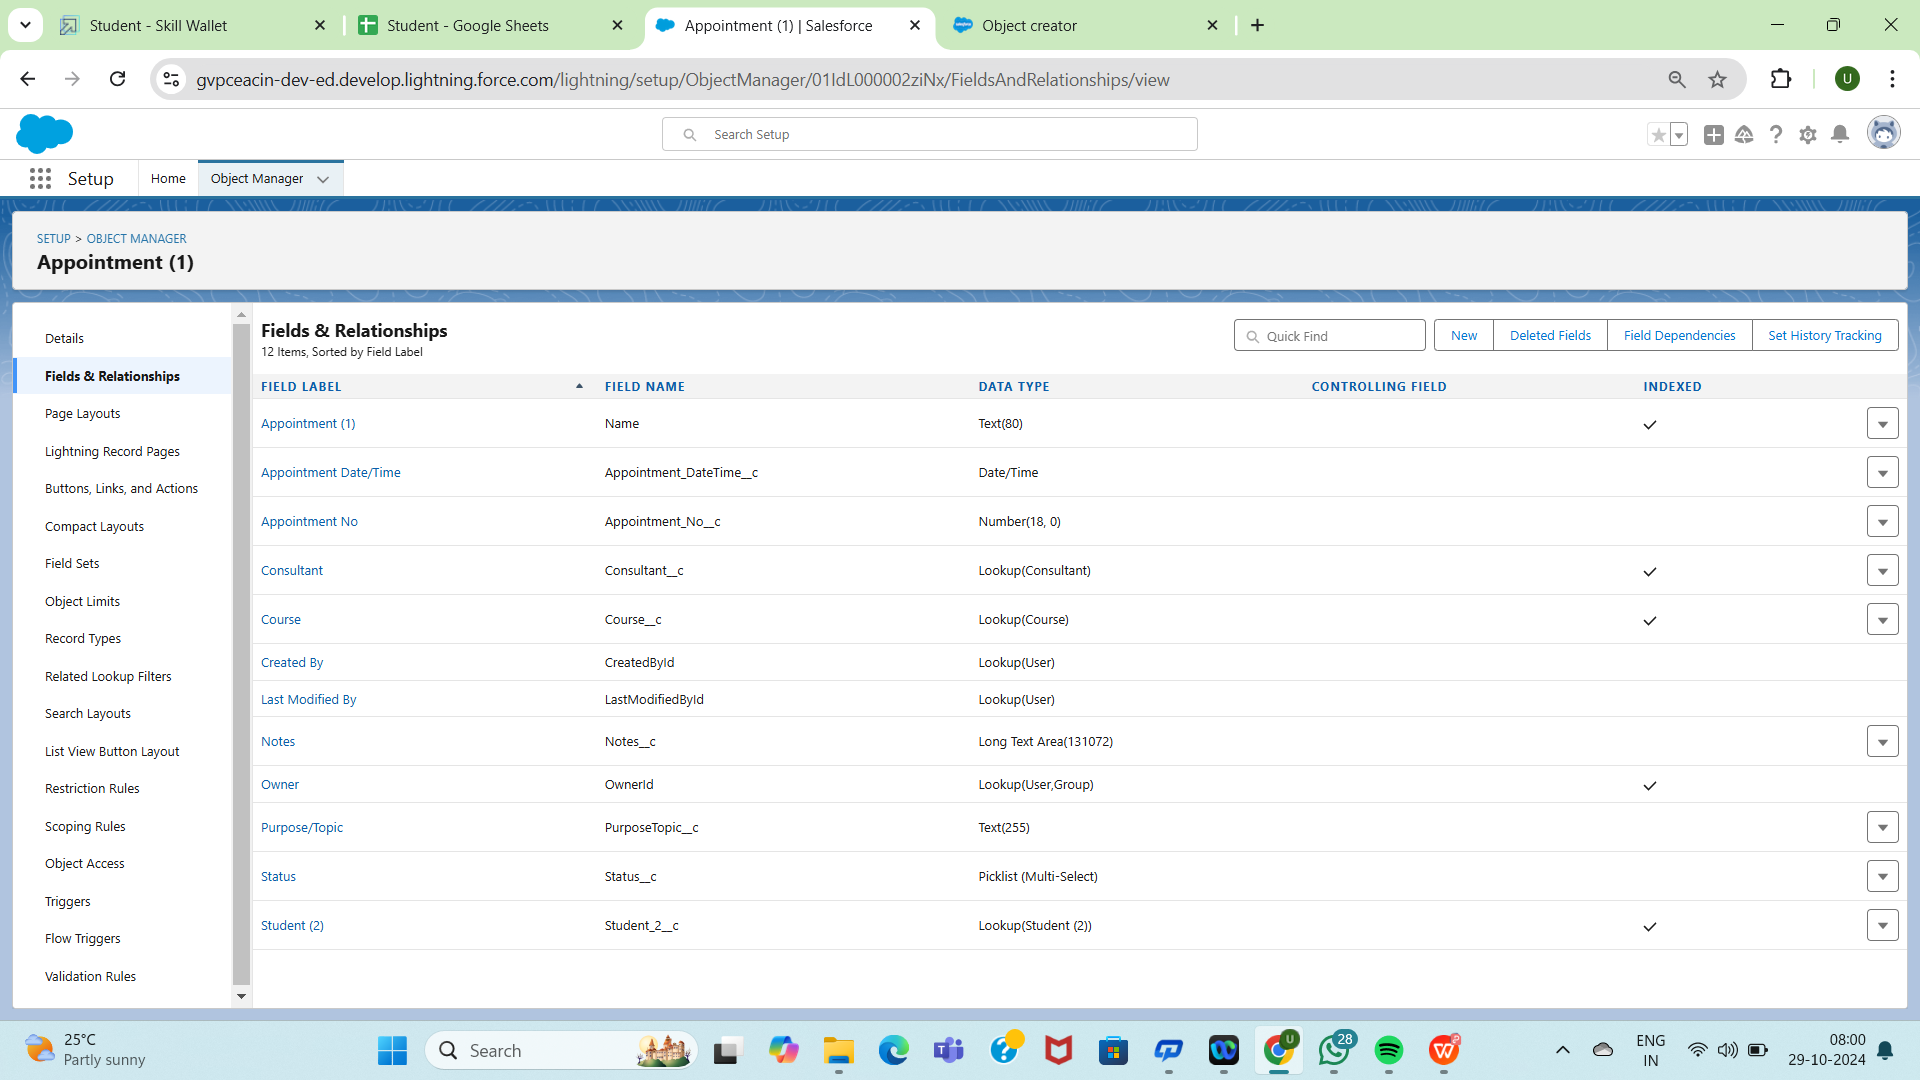 Student - Skill Wallet
Student - Google Sheets
Appointment (1) | Salesforce
Object creator
gvpceacin-dev-ed.develop.lightning.force.com/lightning/setup/ObjectManager/01IdL000002ziNx/FieldsAndRelationships/view
U
Search Setup
Setup
Home
Object Manager
SETUP > OBJECT MANAGER
Appointment (1)
Details
Fields & Relationships
Page Layouts
Lightning Record Pages
Buttons, Links, and Actions
Compact Layouts
Field Sets
Object Limits
Record Types
Related Lookup Filters
Search Layouts
List View Button Layout
Restriction Rules
Scoping Rules
Object Access
Triggers
Flow Triggers
Validation Rules
Fields & Relationships
12 Items, Sorted by Field Label
Quick Find
New
Deleted Fields
Field Dependencies
Set History Tracking
FIELD LABEL FIELD NAME DATA TYPE CONTROLLING FIELD INDEXED
Appointment (1) Name Text(80)
Appointment Date/Time Appointment_DateTime__c Date/Time
Appointment No Appointment_No__c Number(18, 0)
Consultant Consultant__c Lookup(Consultant)
Course Course__c Lookup(Course)
Created By CreatedById Lookup(User)
Last Modified By LastModifiedById Lookup(User)
Notes Notes__c Long Text Area(131072)
Owner OwnerId Lookup(User,Group)
Purpose/Topic PurposeTopic__c Text(255)
Status Status__c Picklist (Multi-Select)
Student (2) Student_2__c Lookup(Student (2))
25°C
Partly sunny
Search
U
28
ENG
IN
08:00
29-10-2024